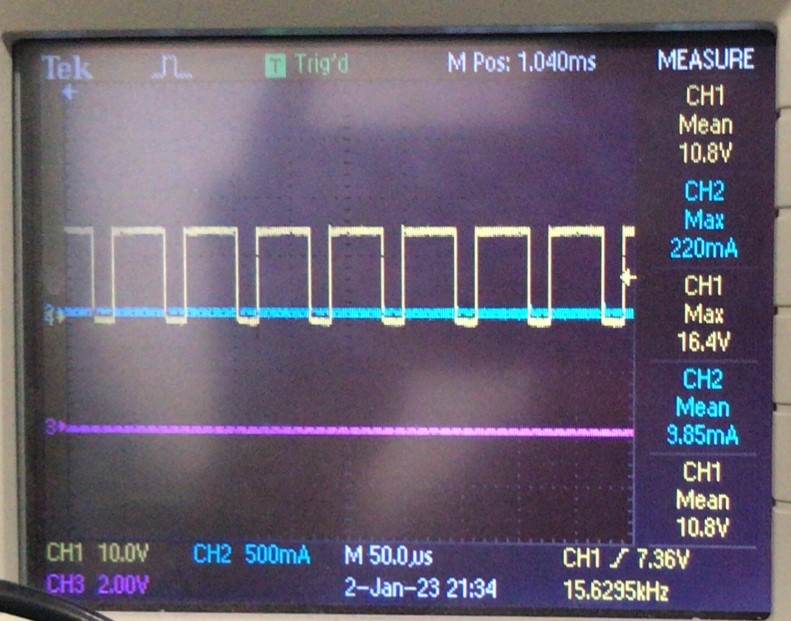 Tek T Trig'd M Pos: 1.040ms MEASURE
CH1
Mean
10.8V
CH2
Max
220mA
CH1
Max
16.4V
CH2
Mean
9.85mA
CH1
Mean
10.8V
3
CH1 10.0V CH2 500mA M 50.0µs CH1 7.36V
CH3 2.00V 2-Jan-23 21:34 15.6295kHz